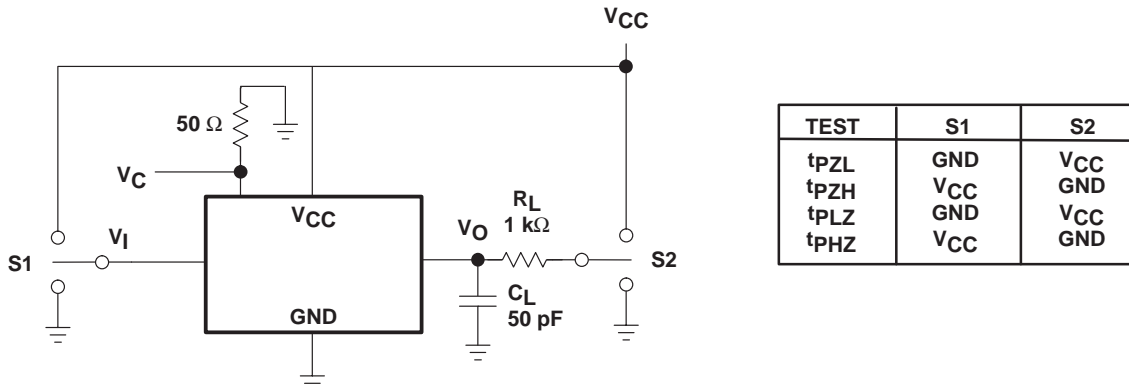 VCC
50 Ω
VC
VCC
RL
1 kΩ
VI
VO
S1
S2
CL
50 pF
GND
TEST S1 S2
tPZL GND VCC
tPZH VCC GND
tPLZ GND VCC
tPHZ VCC GND